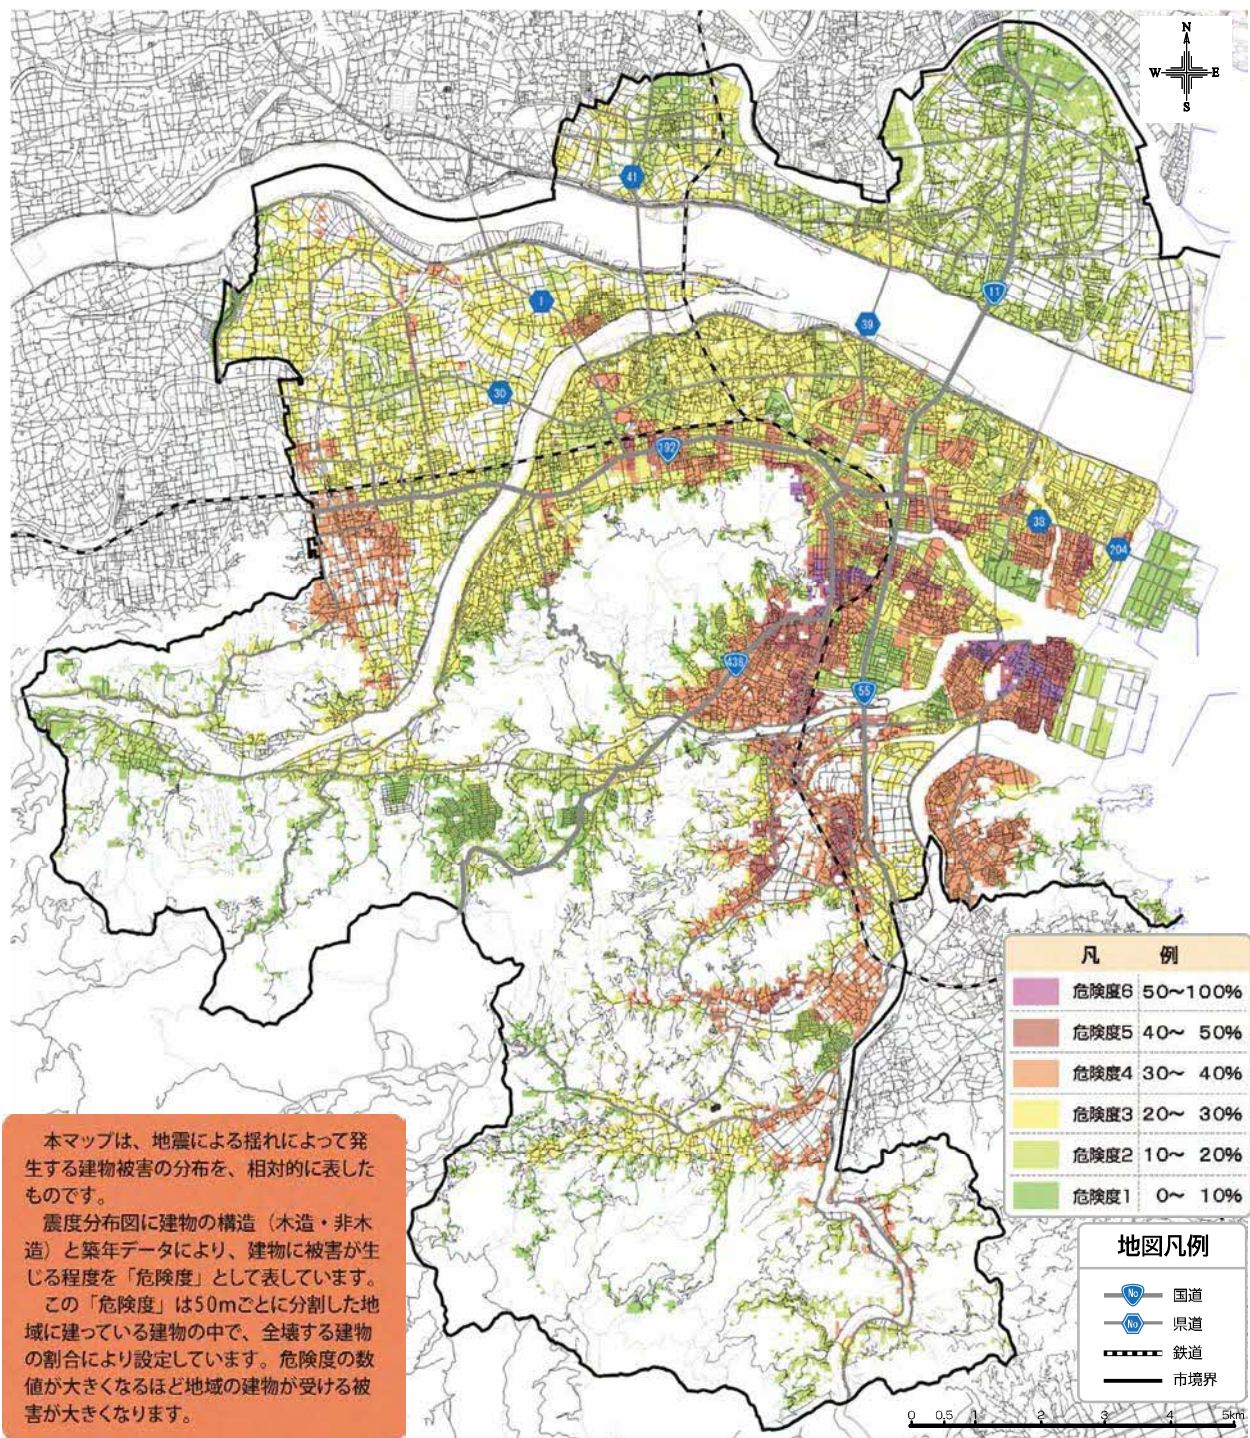 N
W E
S
41
11
1
39
30
192
38
204
438
55
凡 例
危険度6 50〜100%
危険度5 40〜 50%
危険度4 30〜 40%
危険度3 20〜 30%
危険度2 10〜 20%
危険度1 0〜 10%
本マップは、地震による揺れによって発
生する建物被害の分布を、相対的に表した
ものです。
震度分布図に建物の構造（木造・非木
造）と築年データにより、建物に被害が生
じる程度を「危険度」として表しています。
この「危険度」は50mごとに分割した地
域に建っている建物の中で、全壊する建物
の割合により設定しています。危険度の数
値が大きくなるほど地域の建物が受ける被
害が大きくなります。
地図凡例
No 国道
No 県道
鉄道
市境界
0 0.5 1 2 3 4 5km